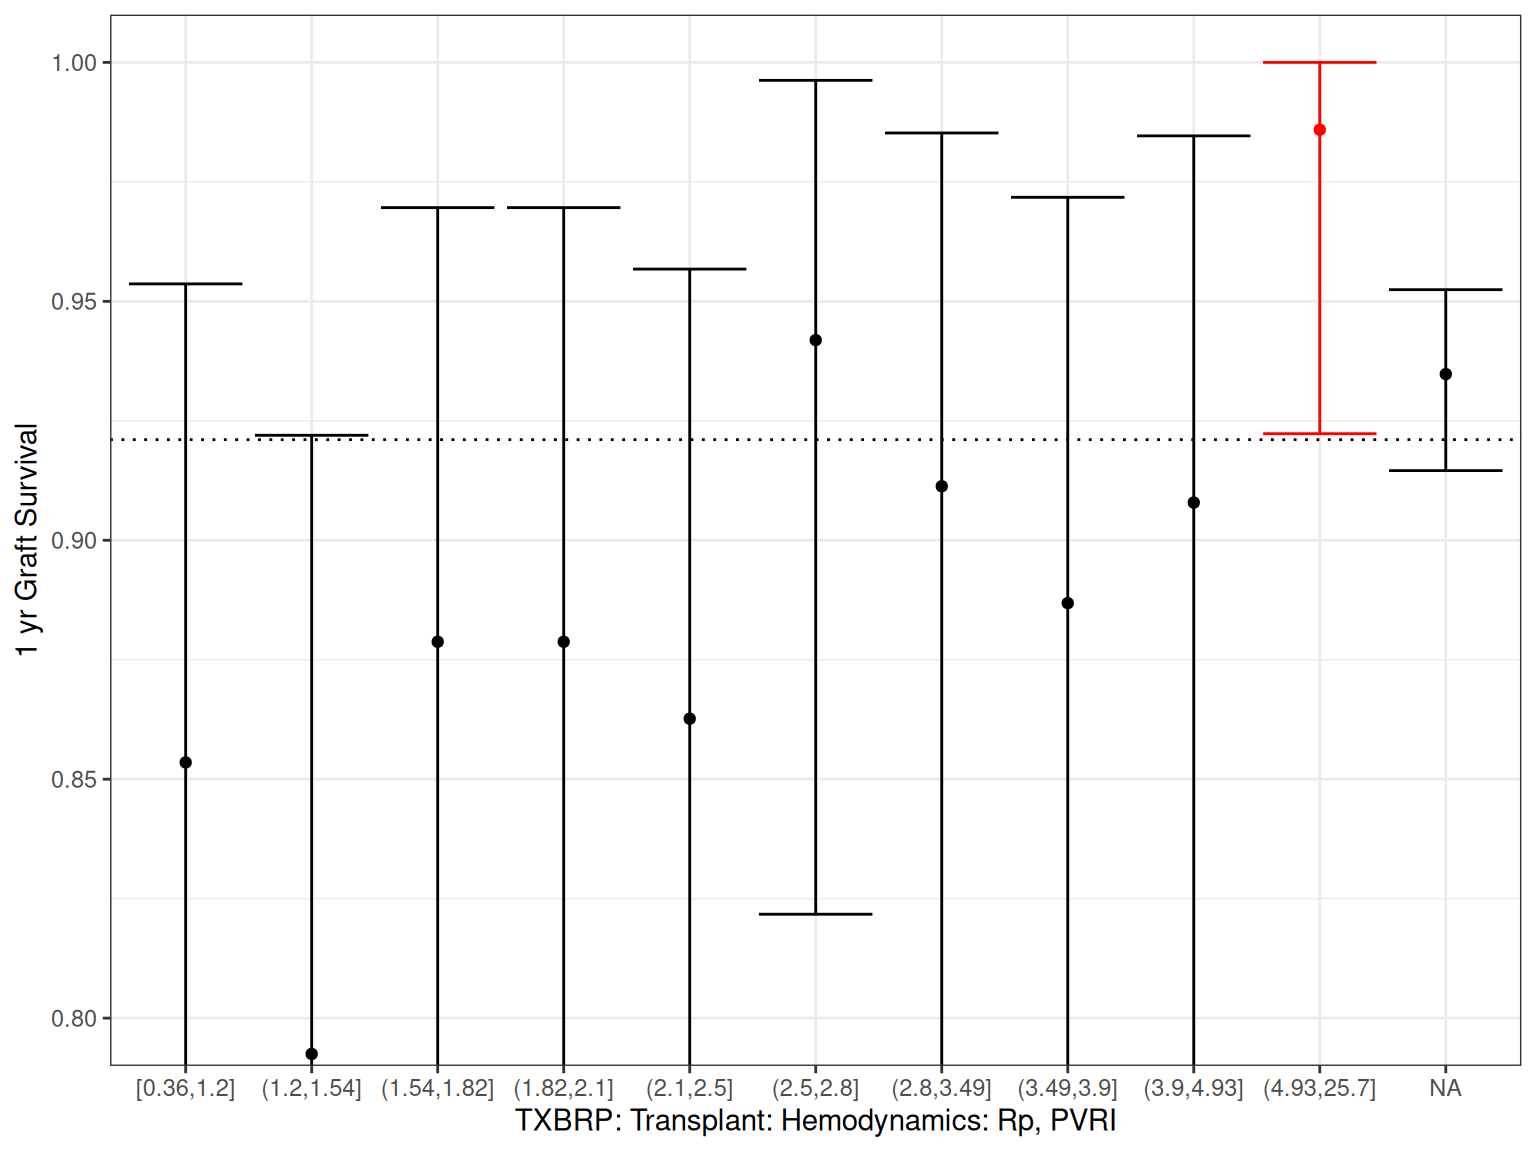 1 yr Graft Survival
1.00
0.95
0.90
0.85
0.80
[0.36,1.2] (1.2,1.54] (1.54,1.82] (1.82,2.1] (2.1,2.5] (2.5,2.8] (2.8,3.49] (3.49,3.9] (3.9,4.93] (4.93,25.7] NA
TXBRP: Transplant: Hemodynamics: Rp, PVRI